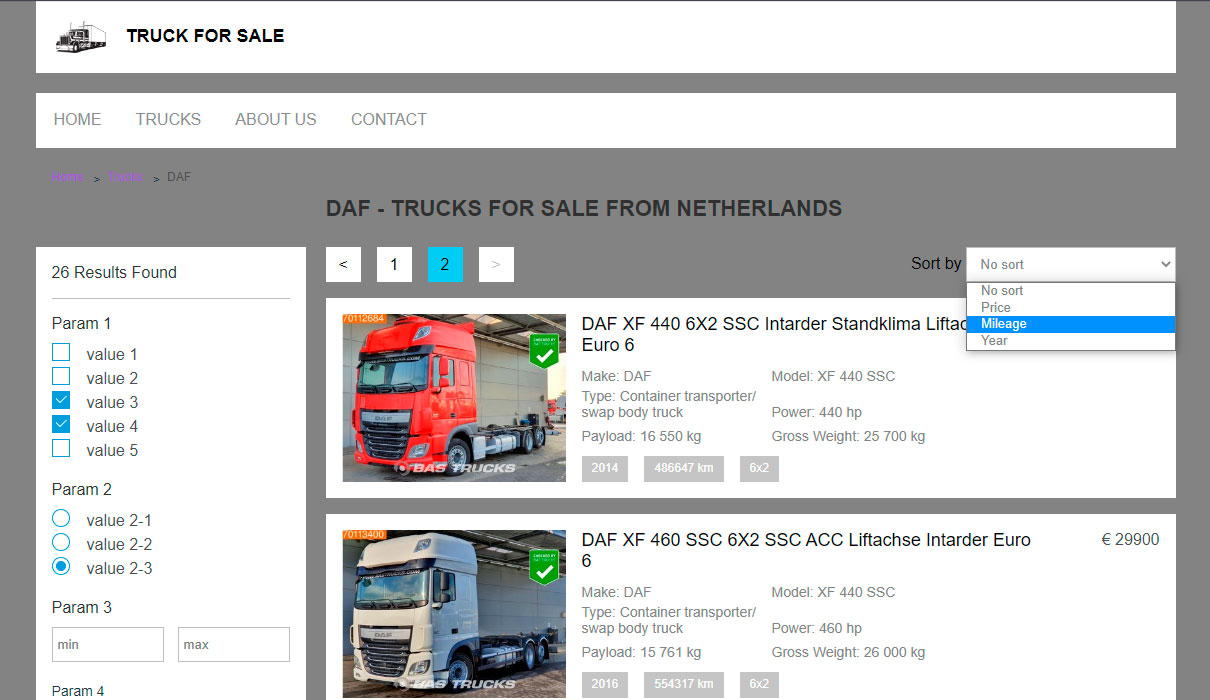 TRUCK FOR SALE
HOME TRUCKS ABOUT US CONTACT
Home > Trucks > DAF
DAF - TRUCKS FOR SALE FROM NETHERLANDS
26 Results Found
Param 1
value 1
value 2
value 3
value 4
value 5
Param 2
value 2-1
value 2-2
value 2-3
Param 3
min max
Param 4
< 1 2 >
Sort by No sort
No sort
Price
Mileage
Year
70112684
DAF
BAS TRUCKS
DAF XF 440 6X2 SSC Intarder Standklima Liftac
Euro 6
Make: DAF Model: XF 440 SSC
Type: Container transporter/
swap body truck Power: 440 hp
Payload: 16 550 kg Gross Weight: 25 700 kg
2014 486647 km 6x2
70113400
CHECKED BY
DAF
BAS TRUCKS
DAF XF 460 SSC 6X2 SSC ACC Liftachse Intarder Euro
6
€ 29900
Make: DAF Model: XF 440 SSC
Type: Container transporter/
swap body truck Power: 460 hp
Payload: 15 761 kg Gross Weight: 26 000 kg
2016 554317 km 6x2